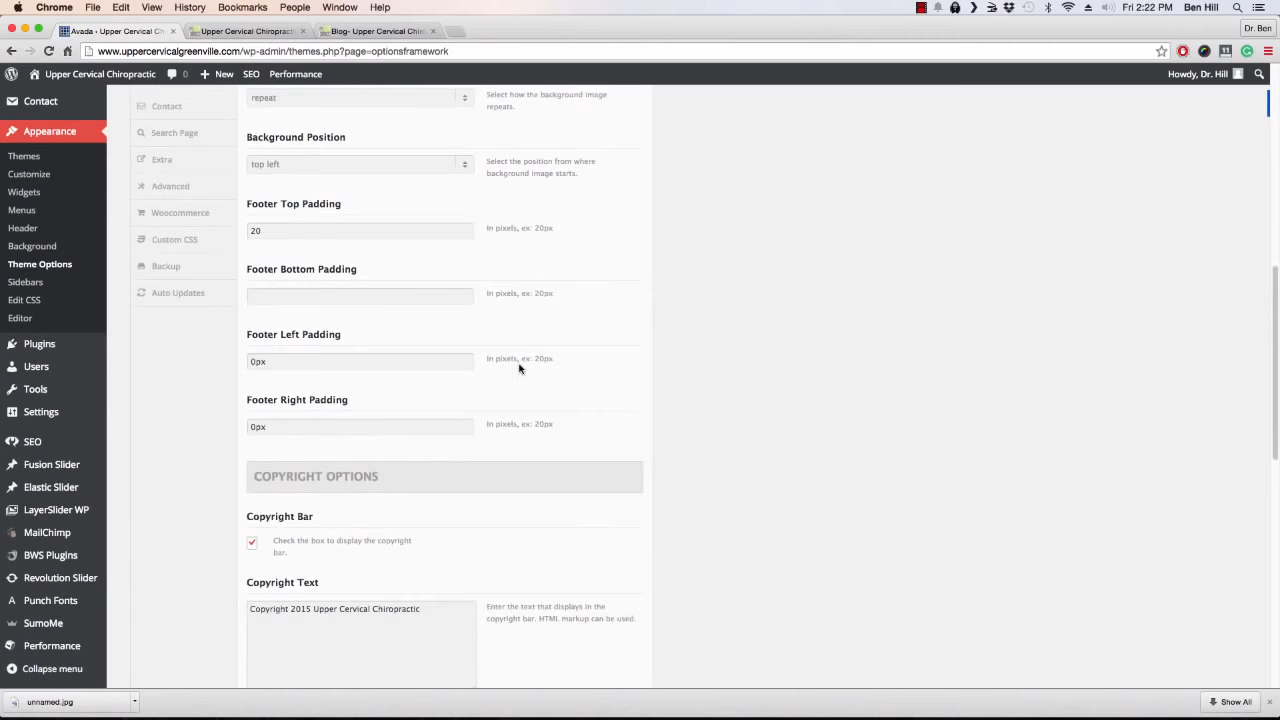 Chrome File Edit View History Bookmarks People Window Help
Fri 2:22 PM Ben Hill
Avada - Upper Cervical Ch
Upper Cervical Chiropractic
Blog- Upper Cervical Chir
Dr. Ben
www.uppercervicalgreenville.com/wp-admin/themes.php?page=optionsframework
Upper Cervical Chiropractic 0 New SEO Performance
Howdy, Dr. Hill
Contact
Appearance
Themes
Customize
Widgets
Menus
Header
Background
Theme Options
Sidebars
Edit CSS
Editor
Plugins
Users
Tools
Settings
SEO
Fusion Slider
Elastic Slider
LayerSlider WP
MailChimp
BWS Plugins
Revolution Slider
Punch Fonts
SumoMe
Performance
Collapse menu
Contact
Search Page
Extra
Advanced
Woocommerce
Custom CSS
Backup
Auto Updates
repeat
Select how the background image
repeats.
Background Position
top left
Select the position from where
background image starts.
Footer Top Padding
20
In pixels, ex: 20px
Footer Bottom Padding
In pixels, ex: 20px
Footer Left Padding
0px
In pixels, ex: 20px
Footer Right Padding
0px
In pixels, ex: 20px
COPYRIGHT OPTIONS
Copyright Bar
Check the box to display the copyright
bar.
Copyright Text
Copyright 2015 Upper Cervical Chiropractic
Enter the text that displays in the
copyright bar. HTML markup can be used.
unnamed.jpg
Show All